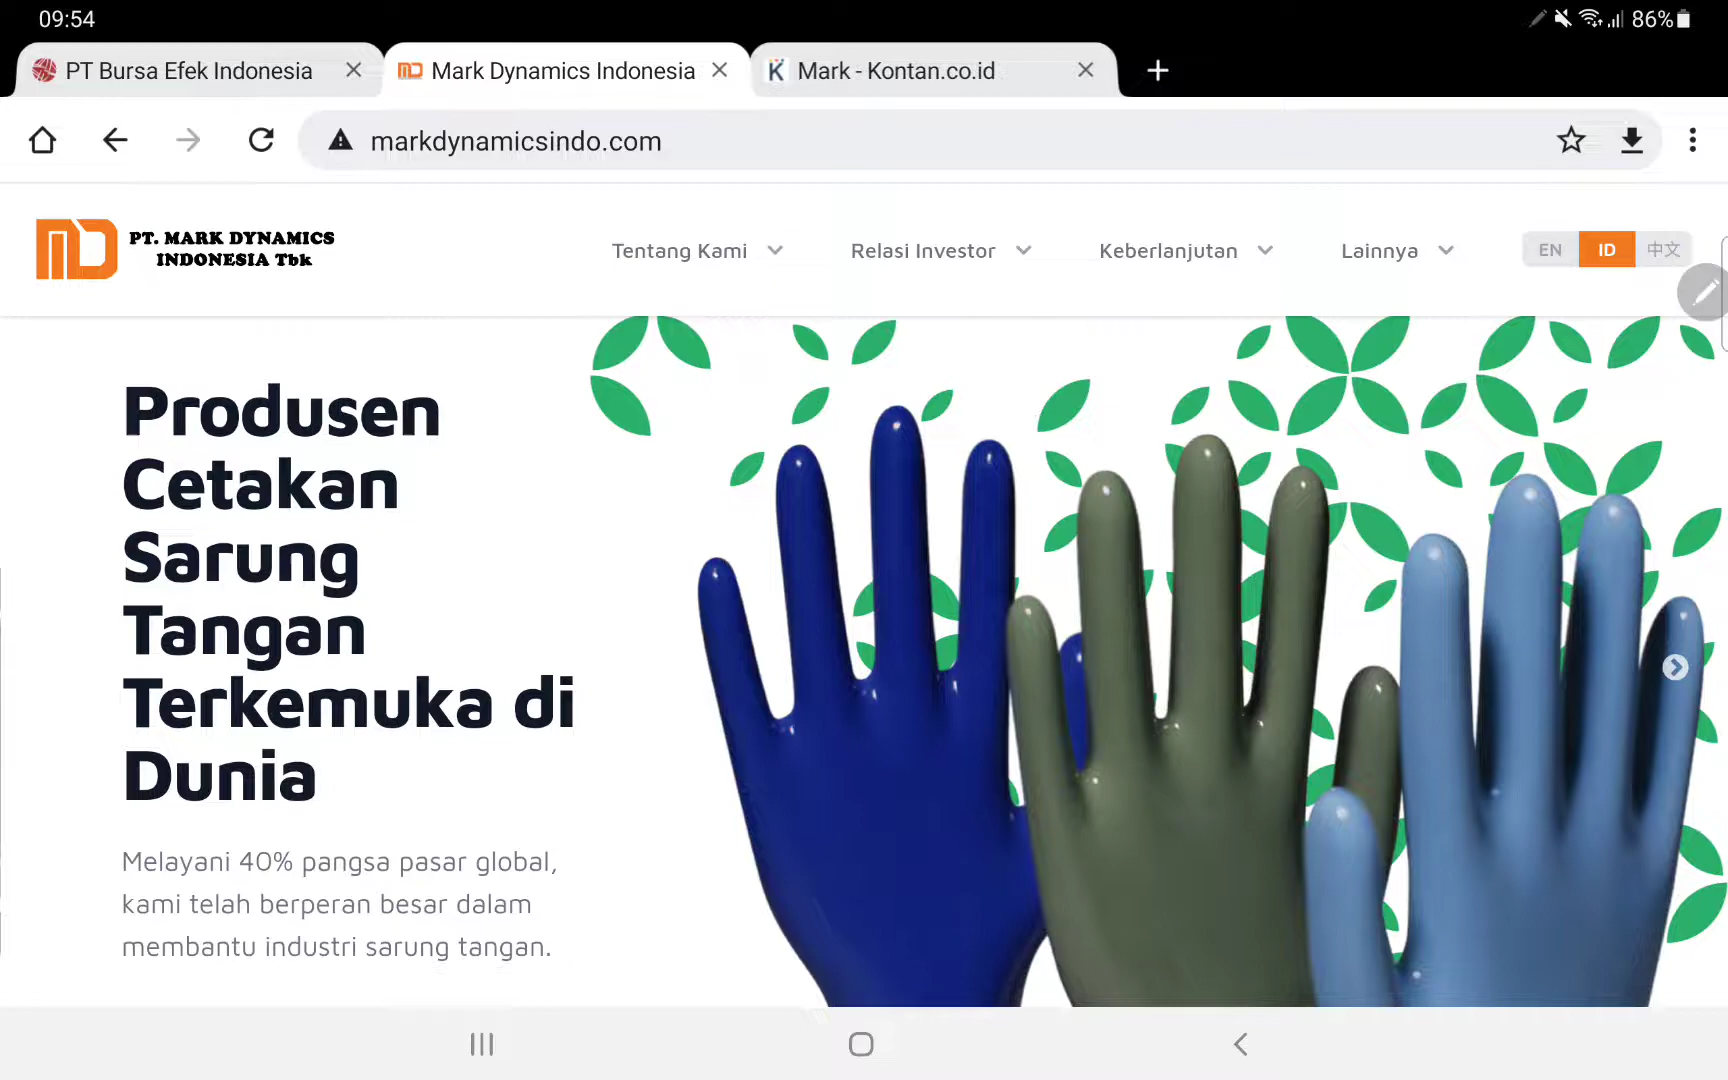 09:54
86%
PT Bursa Efek Indonesia
Mark Dynamics Indonesia
Mark - Kontan.co.id
markdynamicsindo.com
PT. MARK DYNAMICS
INDONESIA Tbk
Tentang Kami
Relasi Investor
Keberlanjutan
Lainnya
EN
ID
中文
Produsen
Cetakan
Sarung
Tangan
Terkemuka di
Dunia
Melayani 40% pangsa pasar global,
kami telah berperan besar dalam
membantu industri sarung tangan.